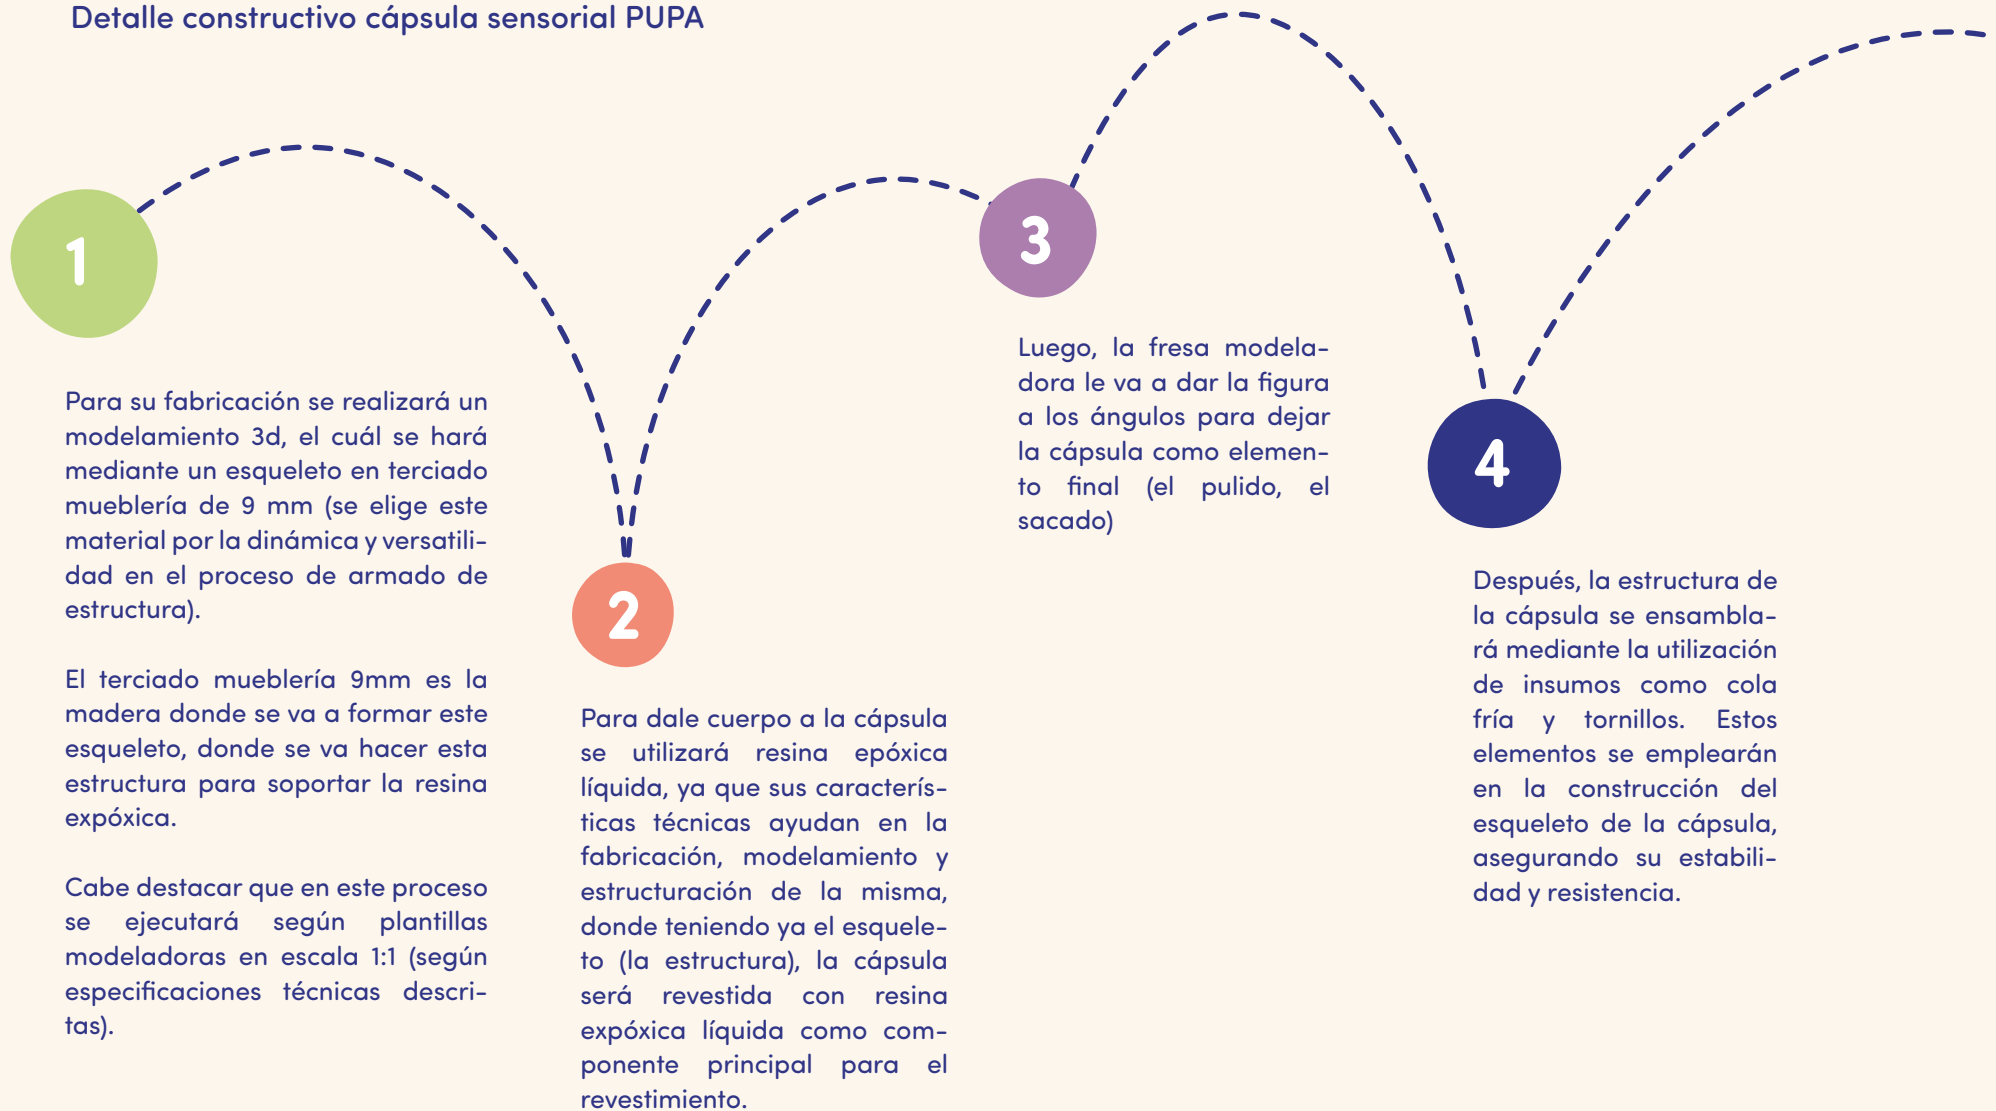 Detalle constructivo cápsula sensorial PUPA
1
Para su fabricación se realizará un
modelamiento 3d, el cuál se hará
mediante un esqueleto en terciado
mueblería de 9 mm (se elige este
material por la dinámica y versatili-
dad en el proceso de armado de
estructura).
El terciado mueblería 9mm es la
madera donde se va a formar este
esqueleto, donde se va hacer esta
estructura para soportar la resina
expóxica.
Cabe destacar que en este proceso
se ejecutará según plantillas
modeladoras en escala 1:1 (según
especificaciones técnicas descri-
tas).
2
Para dale cuerpo a la cápsula
se utilizará resina epóxica
líquida, ya que sus caracterís-
ticas técnicas ayudan en la
fabricación, modelamiento y
estructuración de la misma,
donde teniendo ya el esquele-
to (la estructura), la cápsula
será revestida con resina
expóxica líquida como com-
ponente principal para el
revestimiento.
3
Luego, la fresa modela-
dora le va a dar la figura
a los ángulos para dejar
la cápsula como elemen-
to final (el pulido, el
sacado)
4
Después, la estructura de
la cápsula se ensambla-
rá mediante la utilización
de insumos como cola
fría y tornillos. Estos
elementos se emplearán
en la construcción del
esqueleto de la cápsula,
asegurando su estabili-
dad y resistencia.